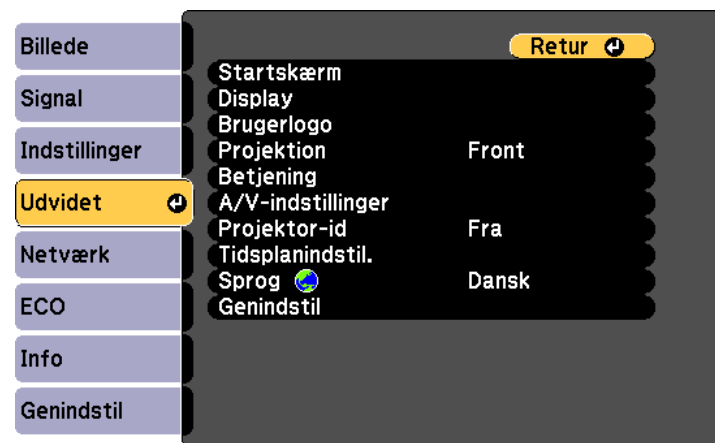 Billede
Signal
Indstillinger
Udvidet
Netværk
ECO
Info
Genindstil
Retur
Startskærm
Display
Brugerlogo
Projektion Front
Betjening
A/V-indstillinger
Projektor-id Fra
Tidsplanindstil.
Sprog Dansk
Genindstil